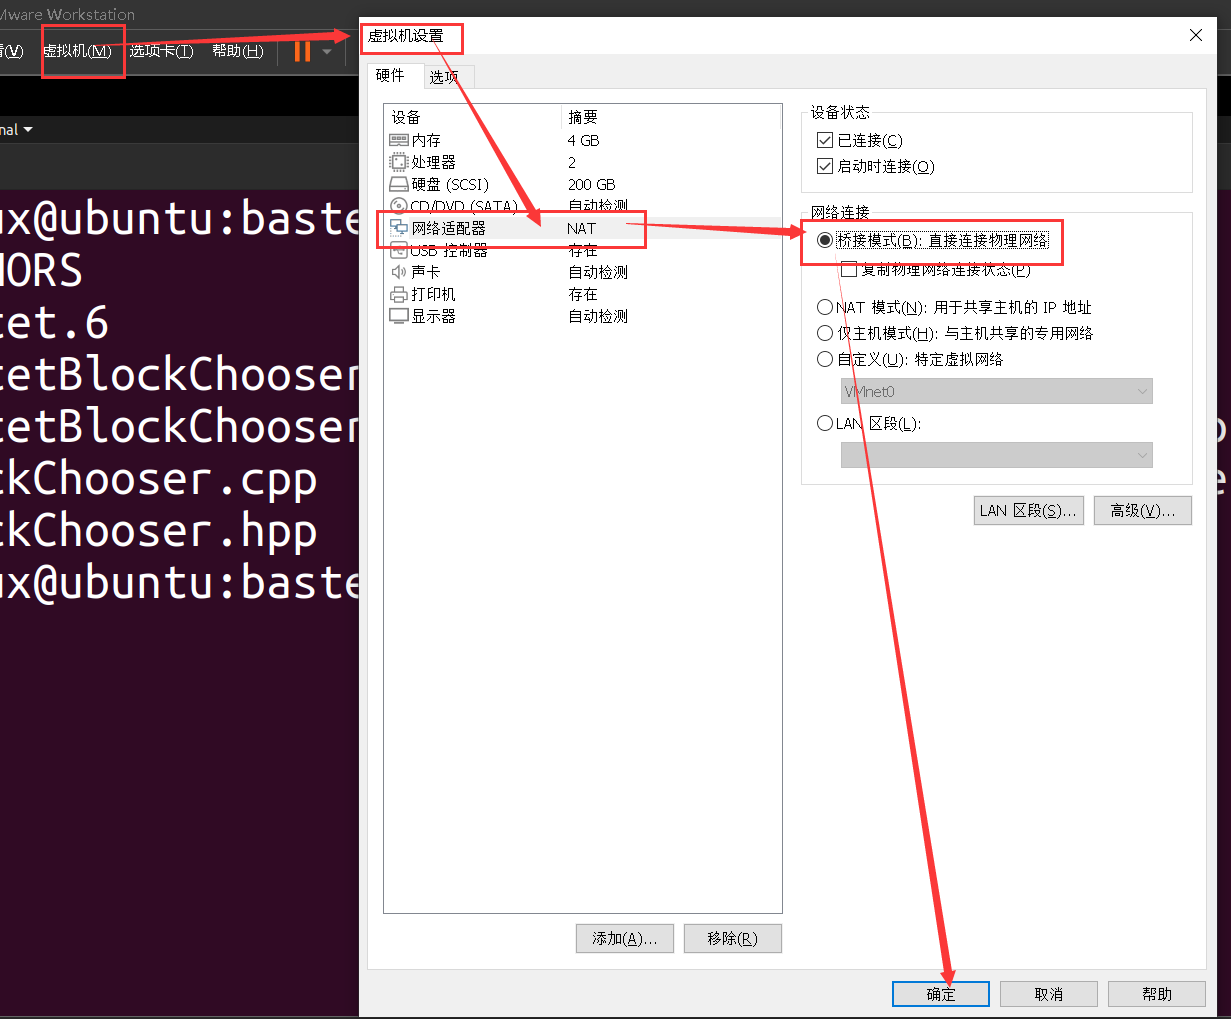 Mware Workstation
(V) 虚拟机(M) 选项卡(T) 帮助(H)
nal
ux@ubuntu:baste
HORS
tet.6
tetBlockChooser
tetBlockChooser
ckChooser.cpp
ckChooser.hpp
ux@ubuntu:baste
虚拟机设置
硬件 选项
设备 摘要
内存 4 GB
处理器 2
硬盘 (SCSI) 200 GB
CD/DVD (SATA) 自动检测
网络适配器 NAT
USB 控制器 存在
声卡 自动检测
打印机 存在
显示器 自动检测
添加(A)... 移除(R)
设备状态
已连接(C)
启动时连接(O)
网络连接
桥接模式(B): 直接连接物理网络
复制物理网络连接状态(P)
NAT 模式(N): 用于共享主机的 IP 地址
仅主机模式(H): 与主机共享的专用网络
自定义(U): 特定虚拟网络
VMnet0
LAN 区段(L):
LAN 区段(S)... 高级(V)...
确定 取消 帮助